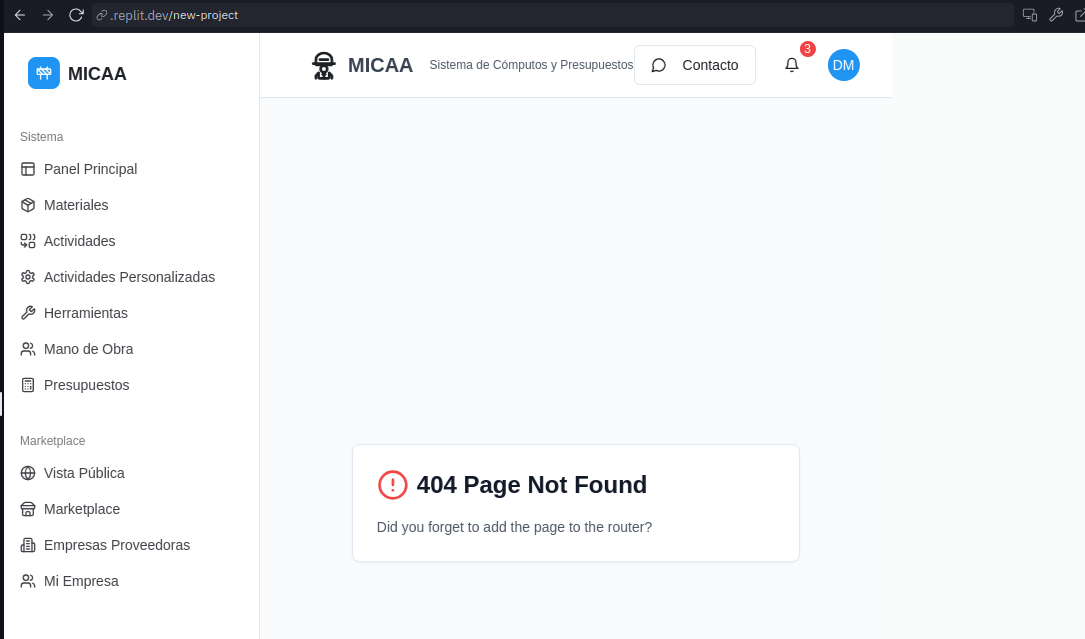 .replit.dev/new-project
MICAA
MICAA
Sistema de Cómputos y Presupuestos
Contacto
3
DM
Sistema
Panel Principal
Materiales
Actividades
Actividades Personalizadas
Herramientas
Mano de Obra
Presupuestos
Marketplace
Vista Pública
Marketplace
Empresas Proveedoras
Mi Empresa
404 Page Not Found
Did you forget to add the page to the router?